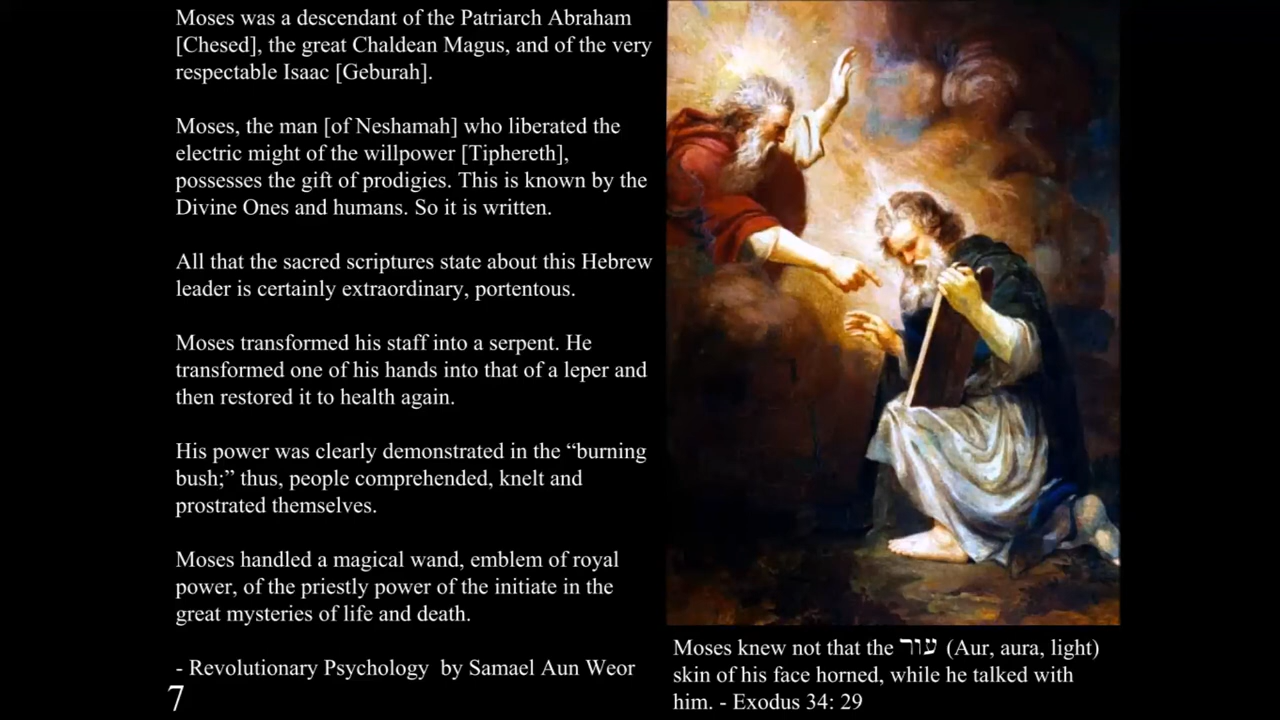 Moses was a descendant of the Patriarch Abraham
[Chesed], the great Chaldean Magus, and of the very
respectable Isaac [Geburah].
Moses, the man [of Neshamah] who liberated the
electric might of the willpower [Tiphereth],
possesses the gift of prodigies. This is known by the
Divine Ones and humans. So it is written.
All that the sacred scriptures state about this Hebrew
leader is certainly extraordinary, portentous.
Moses transformed his staff into a serpent. He
transformed one of his hands into that of a leper and
then restored it to health again.
His power was clearly demonstrated in the “burning
bush;” thus, people comprehended, knelt and
prostrated themselves.
Moses handled a magical wand, emblem of royal
power, of the priestly power of the initiate in the
great mysteries of life and death.
- Revolutionary Psychology by Samael Aun Weor
7
Moses knew not that the עור (Aur, aura, light)
skin of his face horned, while he talked with
him. - Exodus 34: 29